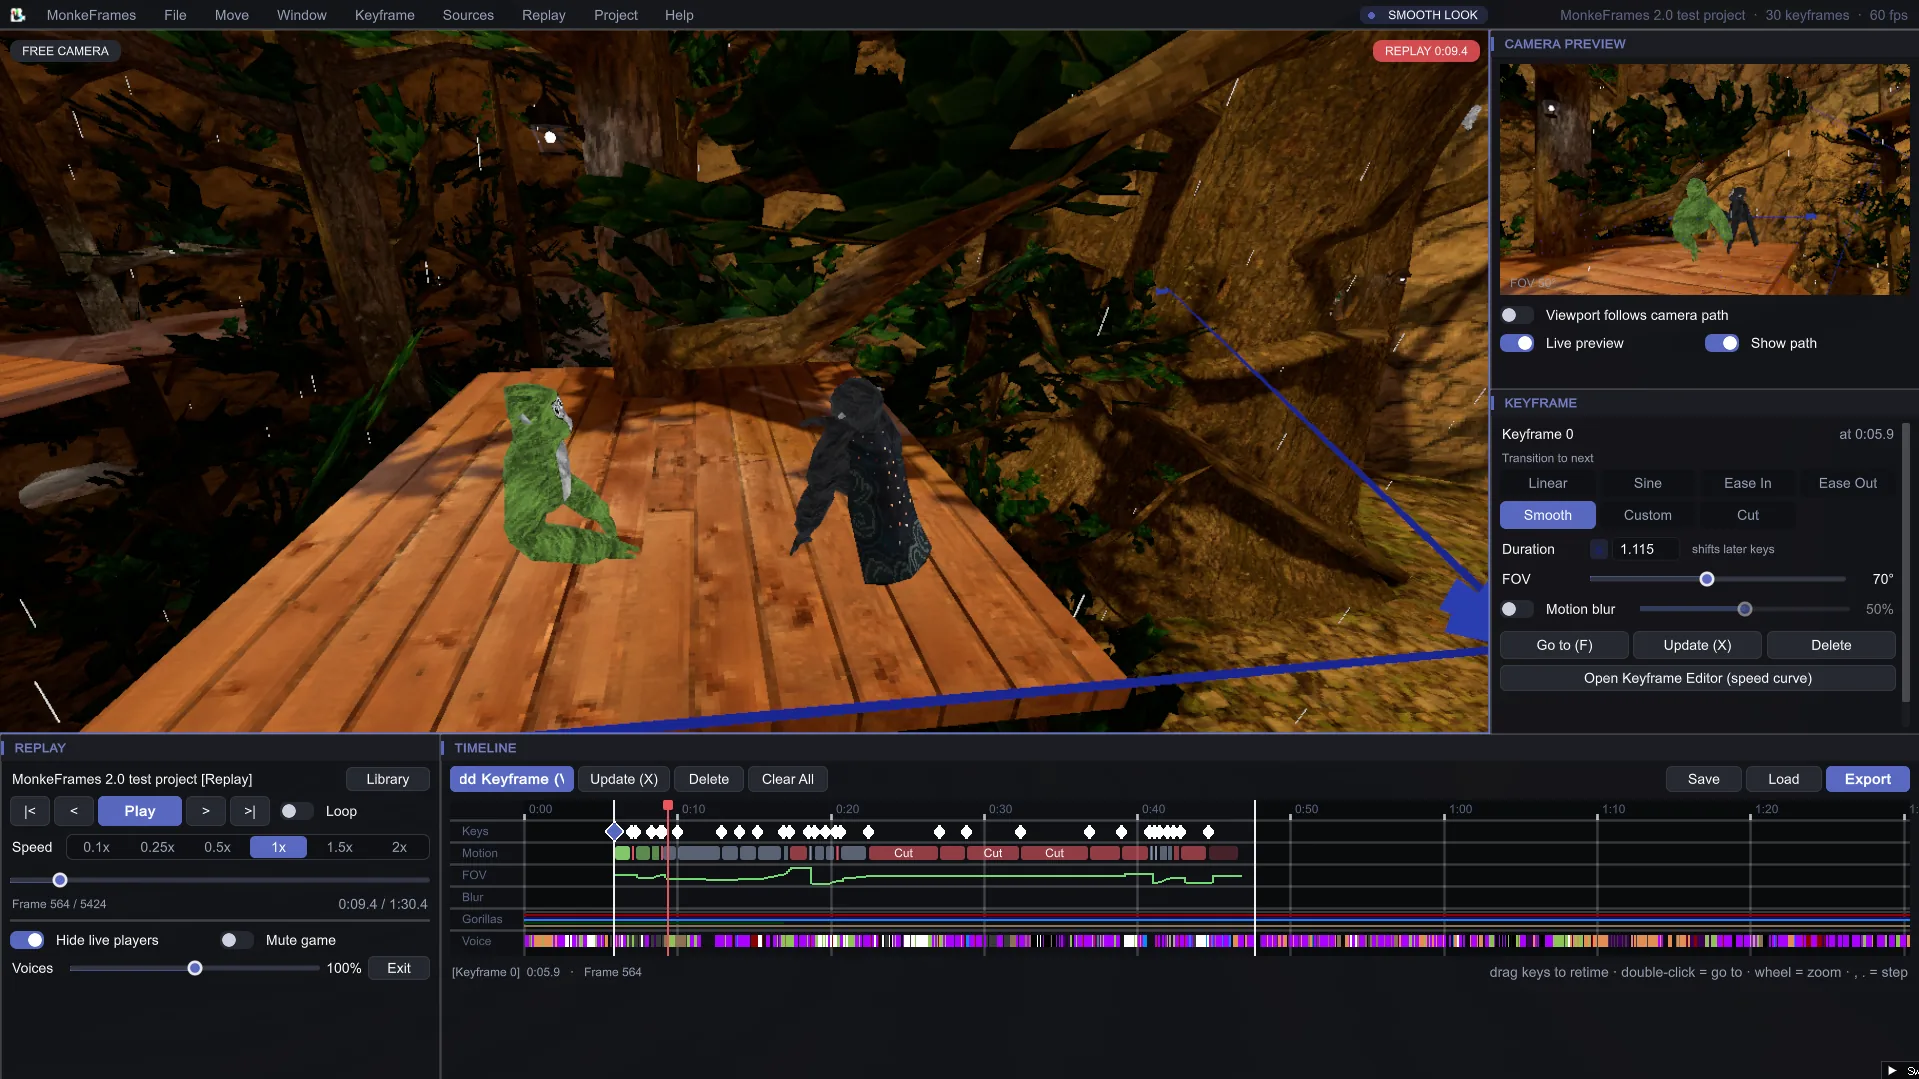 MonkeFrames File Move Window Keyframe Sources Replay Project Help SMOOTH LOOK MonkeFrames 2.0 test project · 30 keyframes · 60 fps
FREE CAMERA
REPLAY 0:09.4
CAMERA PREVIEW
FOV 50°
Viewport follows camera path
Live preview Show path
KEYFRAME
Keyframe 0 at 0:05.9
Transition to next
Linear Sine Ease In Ease Out
Smooth Custom Cut
Duration 1.115 shifts later keys
FOV 70°
Motion blur 50%
Go to (F) Update (X) Delete
Open Keyframe Editor (speed curve)
REPLAY
MonkeFrames 2.0 test project [Replay] Library
|< < Play > >| Loop
Speed 0.1x 0.25x 0.5x 1x 1.5x 2x
Frame 564 / 5424 0:09.4 / 1:30.4
Hide live players Mute game
Voices 100% Exit
TIMELINE
dd Keyframe (V Update (X) Delete Clear All Save Load Export
0:00 0:10 0:20 0:30 0:40 0:50 1:00 1:10 1:20 1:
Keys
Motion Cut Cut Cut
FOV
Blur
Gorillas
Voice
[Keyframe 0] 0:05.9 · Frame 564 drag keys to retime · double-click = go to · wheel = zoom · , . = step